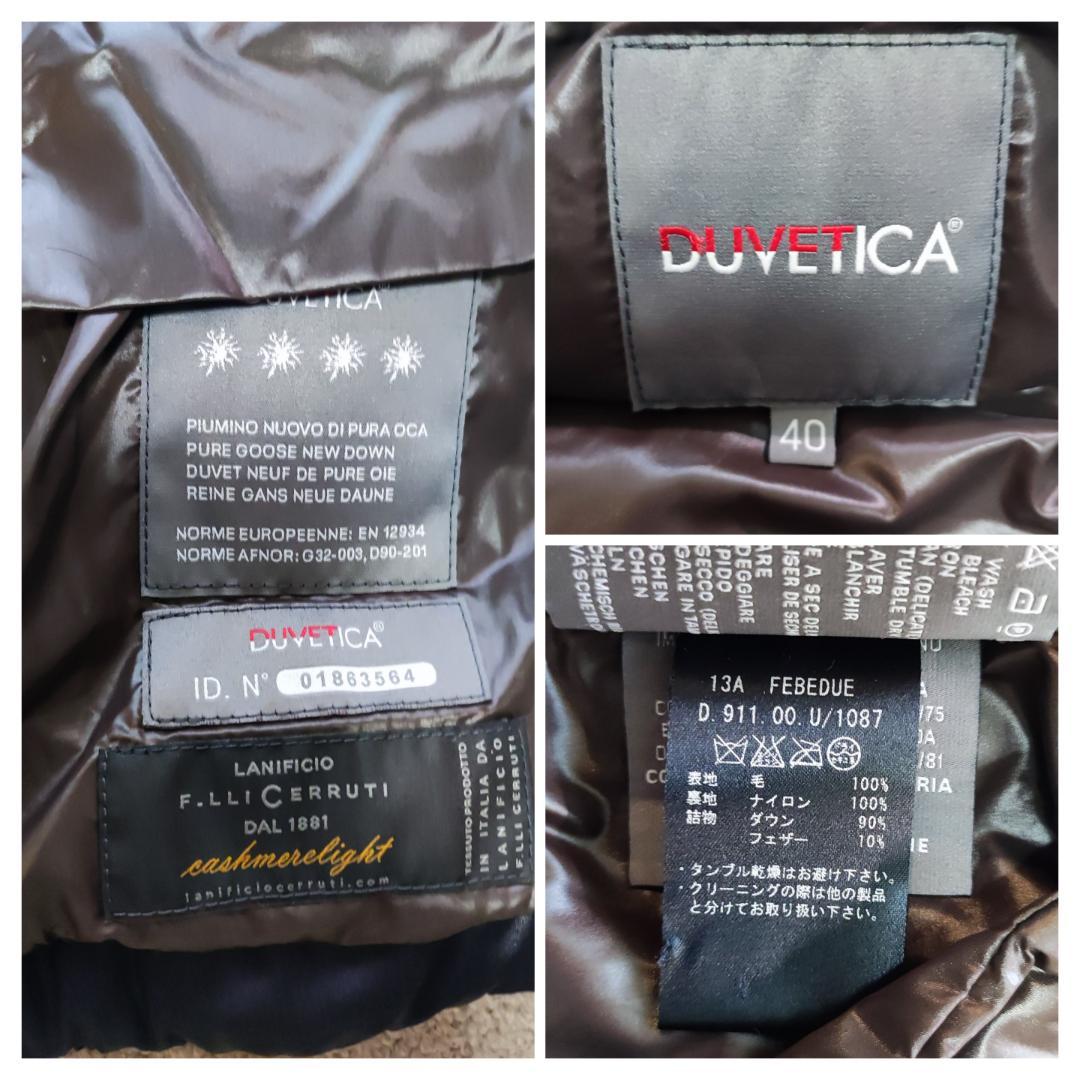 PIUMINO NUOVO DI PURA OCA
PURE GOOSE NEW DOWN
DUVET NEUF DE PURE OIE
REINE GANS NEUE DAUNE
NORME EUROPEENNE: EN 12934
NORME AFNOR: G32-003, D90-201
DUVETICA®
ID. N° 01863564
LANIFICIO
F.LLI CERRUTI
DAL 1881
cashmerelight
lanificiocerruti.com
TESSUTO PRODOTTO
IN ITALIA DA
LANIFICIO
F.LLI CERRUTI
DUVETICA®
40
WASH
BLEACH
13A FEBEDUE
D.911.00.U/1087
表地 毛 100%
裏地 ナイロン 100%
詰物 ダウン 90%
フェザー 10%
・タンブル乾燥はお避け下さい。
・クリーニングの際は他の製品
と分けてお取り扱い下さい。
/75
/81